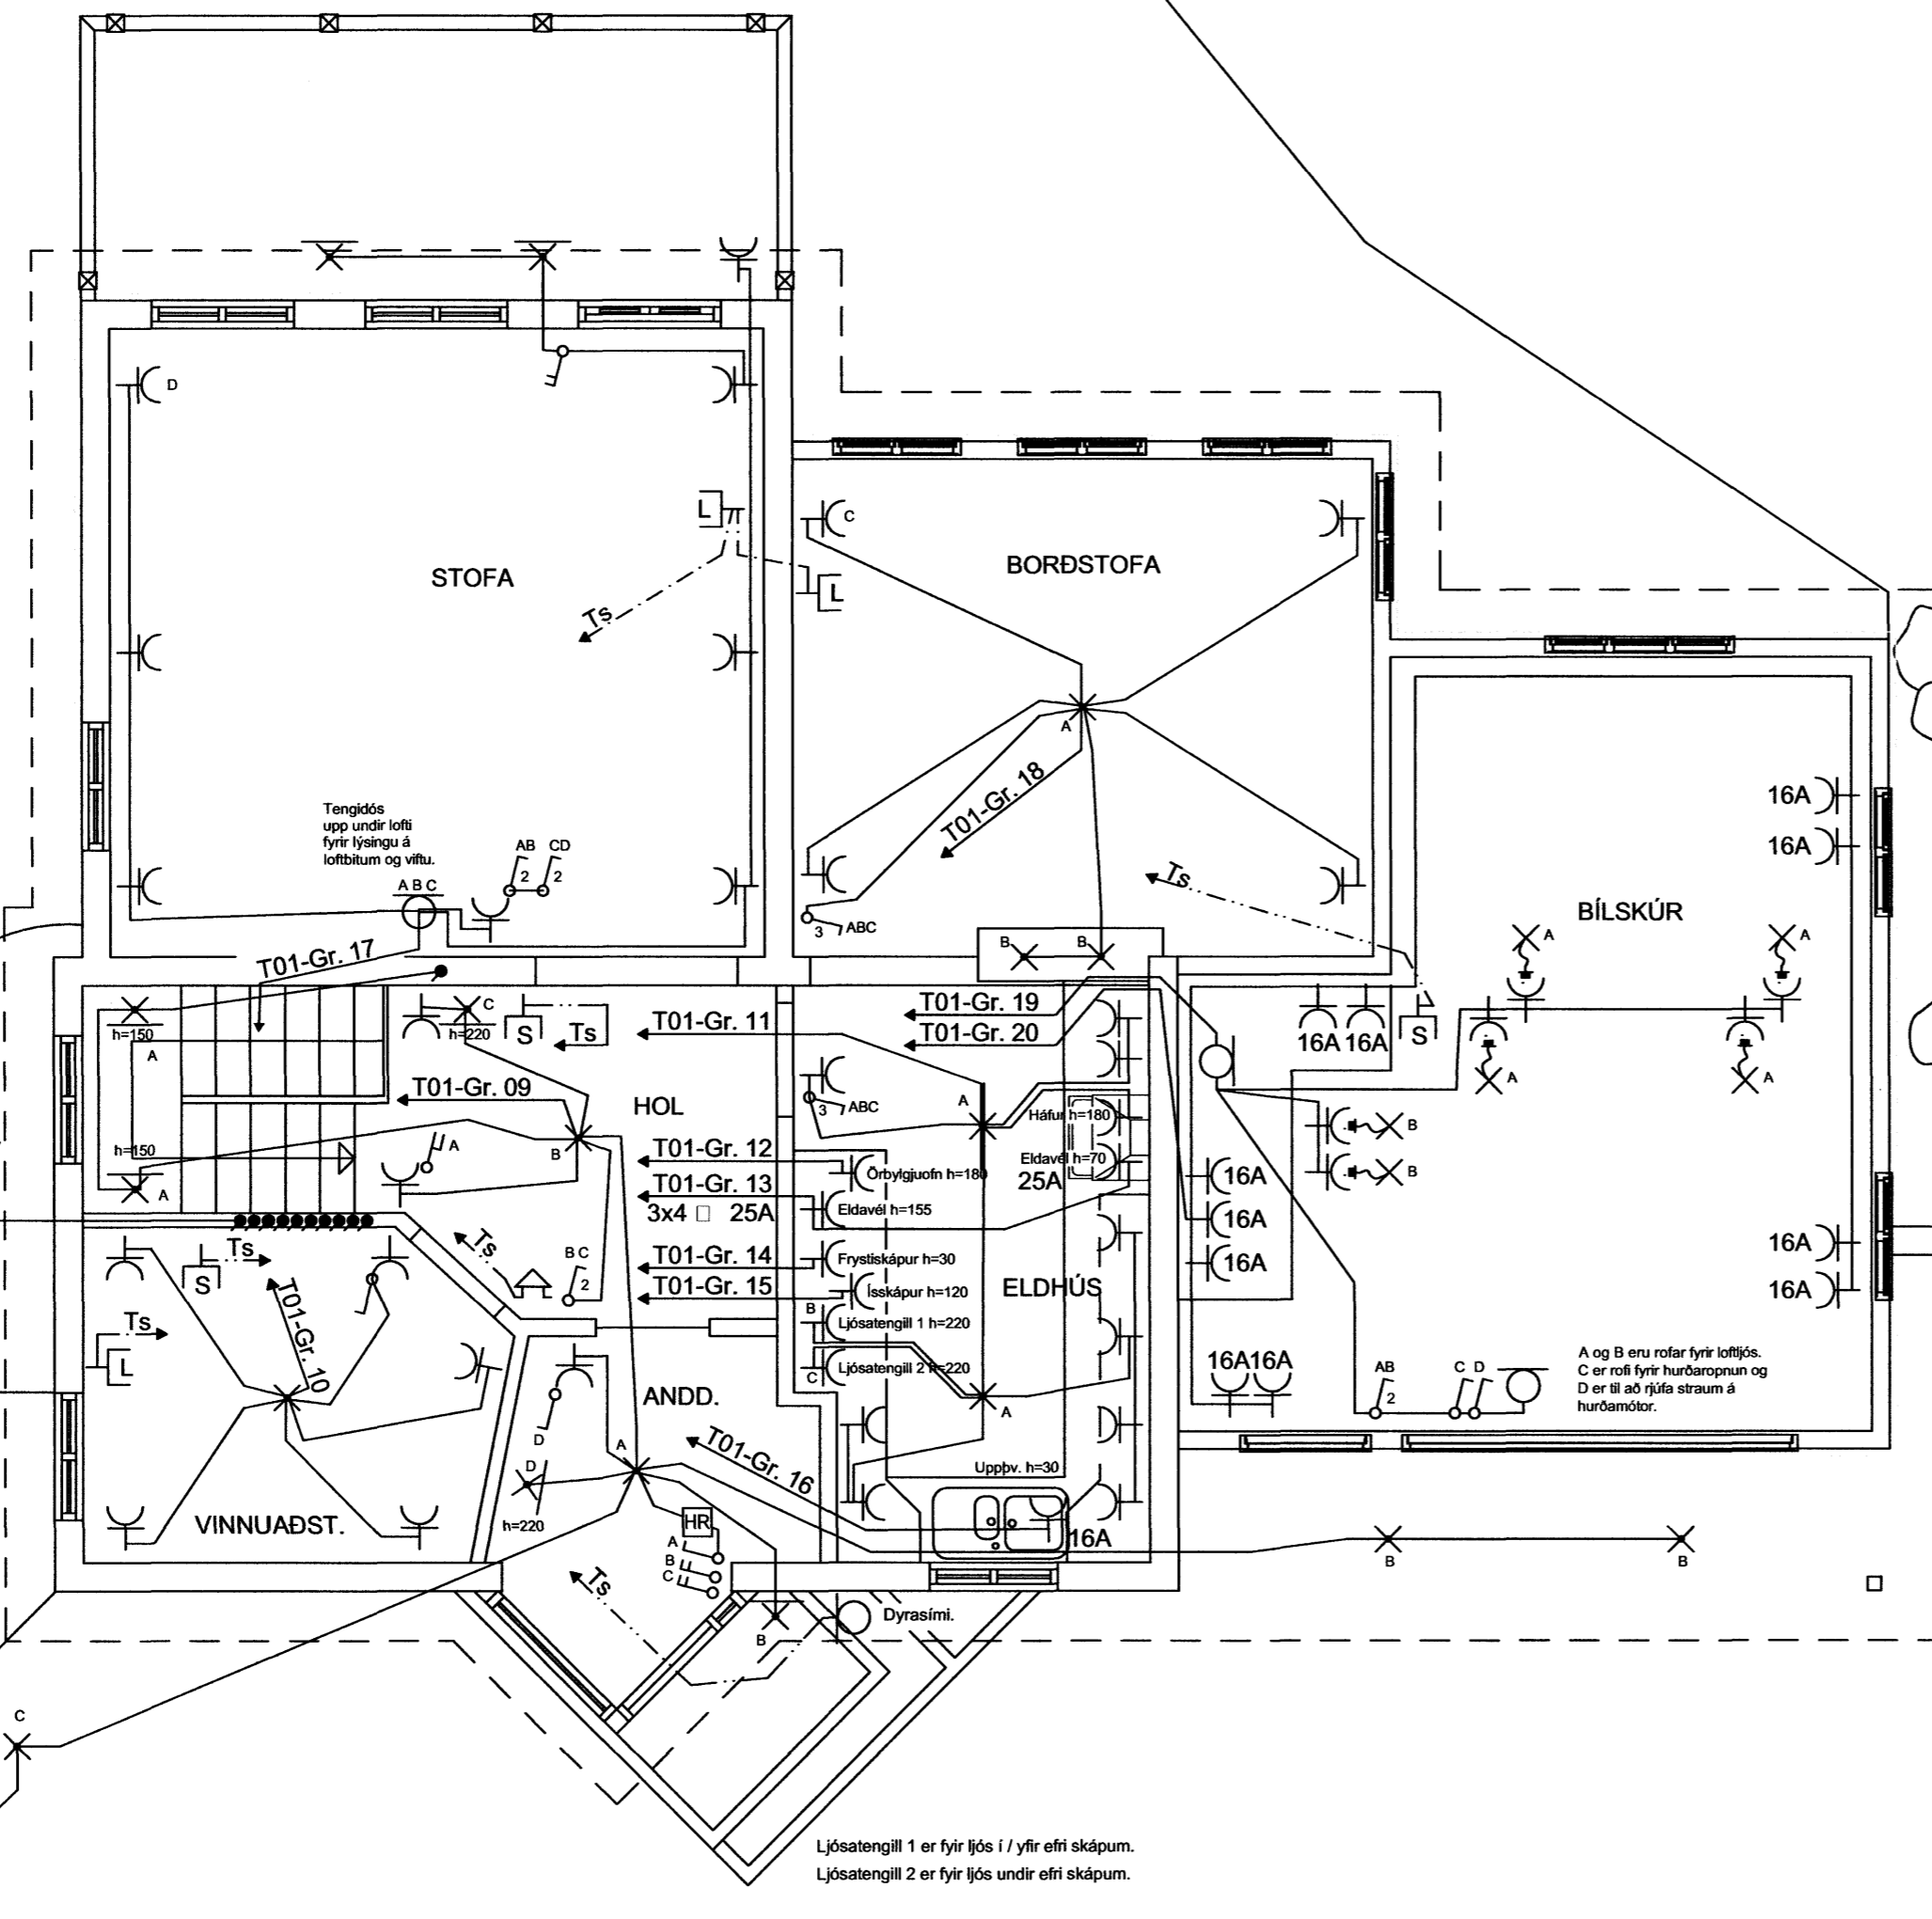 D
L
C
STOFA
BORÐSTOFA
L
Ts
A
T01-Gr. 18
16A
16A
Tengidós
upp undir lofti
fyrir lýsingu á
loftbitum og viftu.
AB CD
2 2
A B C
Ts
BÍLSKÚR
3 ABC
B B
A A
T01-Gr. 17
C
h=220
S
Ts
h=150
A
T01-Gr. 19
T01-Gr. 11
T01-Gr. 20
16A 16A
S
A A
T01-Gr. 09
HOL
3 ABC
A
Háfur h=180
B
h=150
A
B
A
T01-Gr. 12
Örbylgjuofn h=180
Eldavél h=70
25A
16A
B
T01-Gr. 13
3x4 □ 25A
Eldavél h=155
16A
Ts
S
Ts
B C
2
T01-Gr. 14
Frystiskápur h=30
16A
16A
T01-Gr. 15
Ísskápur h=120
ELDHÚS
16A
T01-Gr. 10
Ts
L
B
Ljósatengill 1 h=220
C
Ljósatengill 2 h=220
16A16A
AB
2
C D
A og B eru rofar fyrir loftljós.
C er rofi fyrir hurðaropnun og
D er til að rjúfa straum á
hurðamótor.
ANDD.
D
A
A
T01-Gr. 16
D
h=220
Uppþv. h=30
VINNUAÐST.
HR
A
B
C
16A
B
B
Ts
B
Dyrasími.
C
Ljósatengill 1 er fyir ljós í / yfir efri skápum.
Ljósatengill 2 er fyir ljós undir efri skápum.